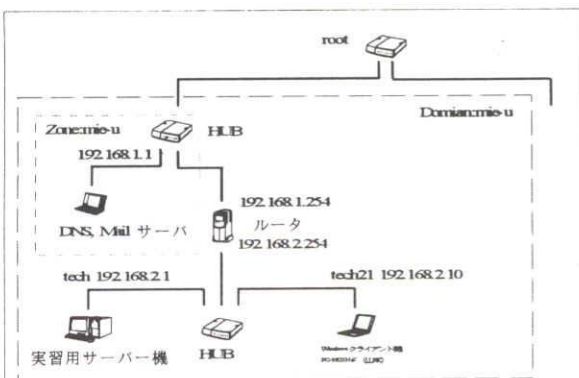 root
Domian:mie-u
Zone:mie-u
HUB
192.168.1.1
DNS, Mail サーバ
192.168.1.254
ルータ
192.168.2.254
tech 192.168.2.1
tech21 192.168.2.10
実習用サーバー機
HUB
Windows クライアント機